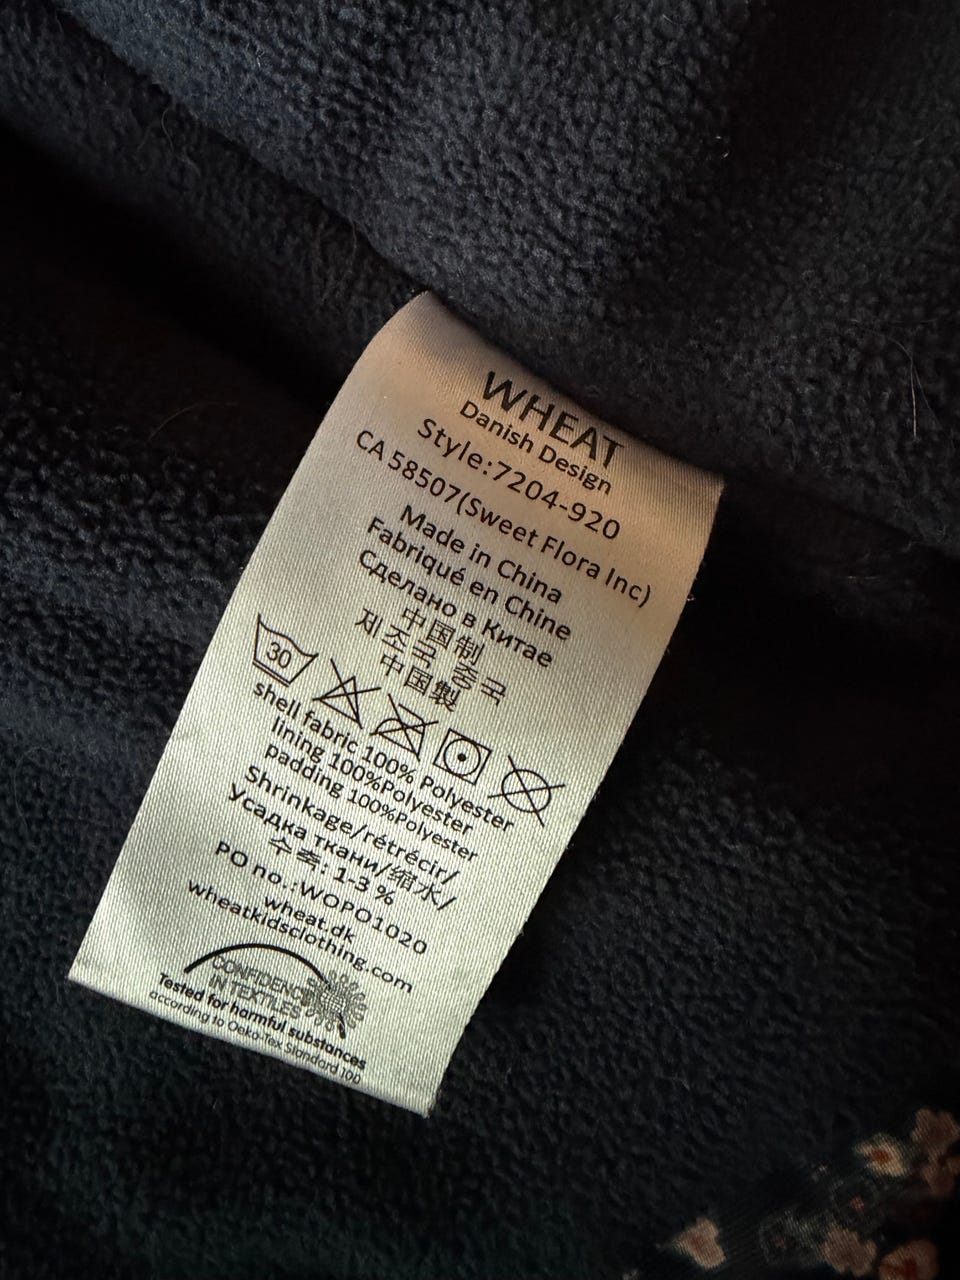 WHEAT
Danish Design
Style:7204-920
CA 58507(Sweet Flora Inc)
Made in China
Fabriqué en Chine
Сделано в Китае
中国制
제조국 중국
中国製
30
shell fabric 100% Polyester
lining 100%Polyester
padding 100%Polyester
Shrinkage/rétrécir/
Усадка ткани/缩水/
수축: 1-3 %
PO no.:WOPO1020
wheat.dk
wheatkidsclothing.com
CONFIDENCE
IN TEXTILES
Tested for harmful substances
according to Oeko-Tex Standard 100